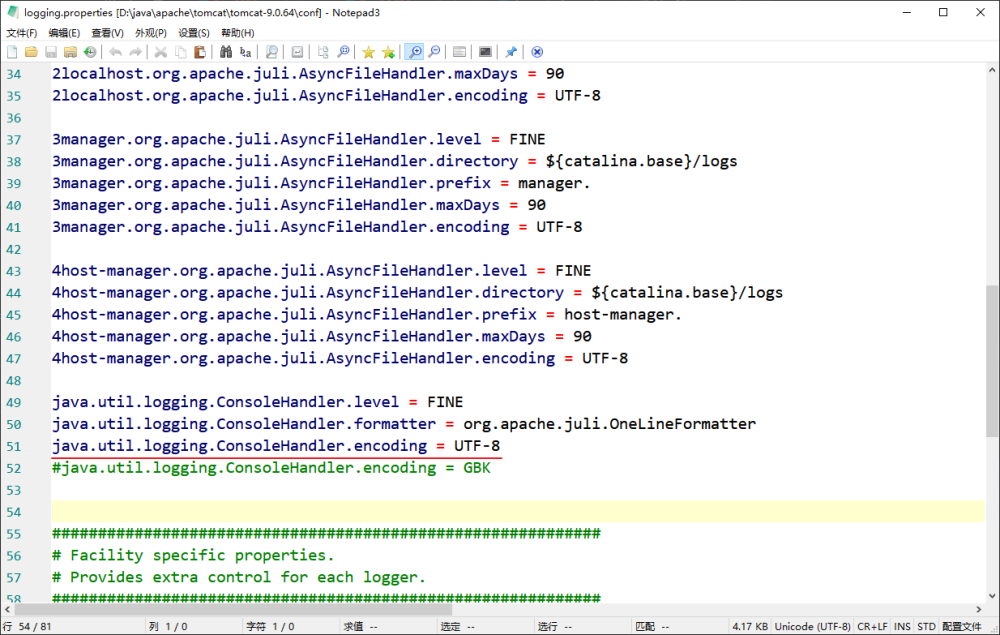 logging.properties [D:\java\apache\tomcat\tomcat-9.0.64\conf] - Notepad3
文件(F) 编辑(E) 查看(V) 外观(P) 设置(S) 帮助(H)
34 2localhost.org.apache.juli.AsyncFileHandler.maxDays = 90
35 2localhost.org.apache.juli.AsyncFileHandler.encoding = UTF-8
36
37 3manager.org.apache.juli.AsyncFileHandler.level = FINE
38 3manager.org.apache.juli.AsyncFileHandler.directory = ${catalina.base}/logs
39 3manager.org.apache.juli.AsyncFileHandler.prefix = manager.
40 3manager.org.apache.juli.AsyncFileHandler.maxDays = 90
41 3manager.org.apache.juli.AsyncFileHandler.encoding = UTF-8
42
43 4host-manager.org.apache.juli.AsyncFileHandler.level = FINE
44 4host-manager.org.apache.juli.AsyncFileHandler.directory = ${catalina.base}/logs
45 4host-manager.org.apache.juli.AsyncFileHandler.prefix = host-manager.
46 4host-manager.org.apache.juli.AsyncFileHandler.maxDays = 90
47 4host-manager.org.apache.juli.AsyncFileHandler.encoding = UTF-8
48
49 java.util.logging.ConsoleHandler.level = FINE
50 java.util.logging.ConsoleHandler.formatter = org.apache.juli.OneLineFormatter
51 java.util.logging.ConsoleHandler.encoding = UTF-8
52 #java.util.logging.ConsoleHandler.encoding = GBK
53
54
55 ############################################################
56 # Facility specific properties.
57 # Provides extra control for each logger.
58 ############################################################
行 54 / 81 列 1 / 0 字符 1 / 0 求值 -- 选定 -- 选行 -- 匹配 -- 4.17 KB Unicode (UTF-8) CR+LF INS STD 配置文件